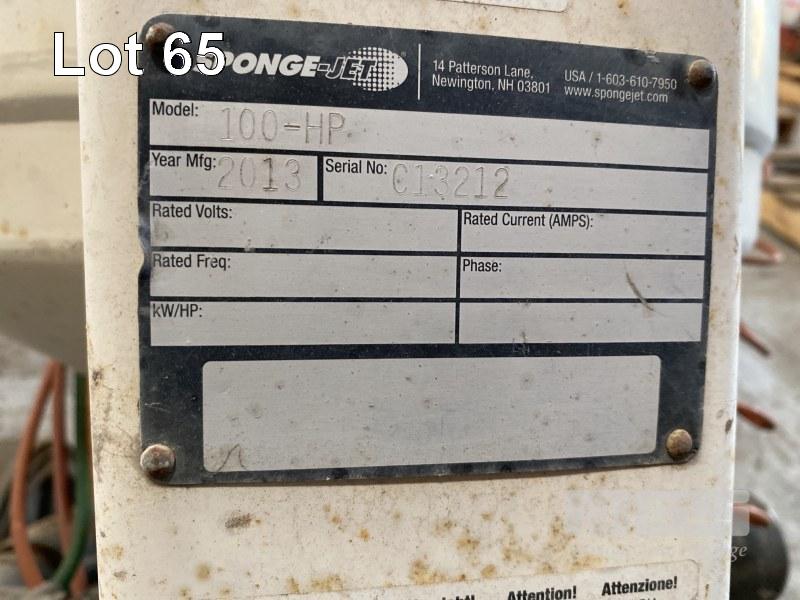 Lot 65
SPONGE-JET®
14 Patterson Lane,
Newington, NH 03801
USA / 1-603-610-7950
www.spongejet.com
Model: 100-HP
Year Mfg: 2013
Serial No: C13212
Rated Volts:
Rated Current (AMPS):
Rated Freq:
Phase:
kW/HP:
Attention!
Attenzione!